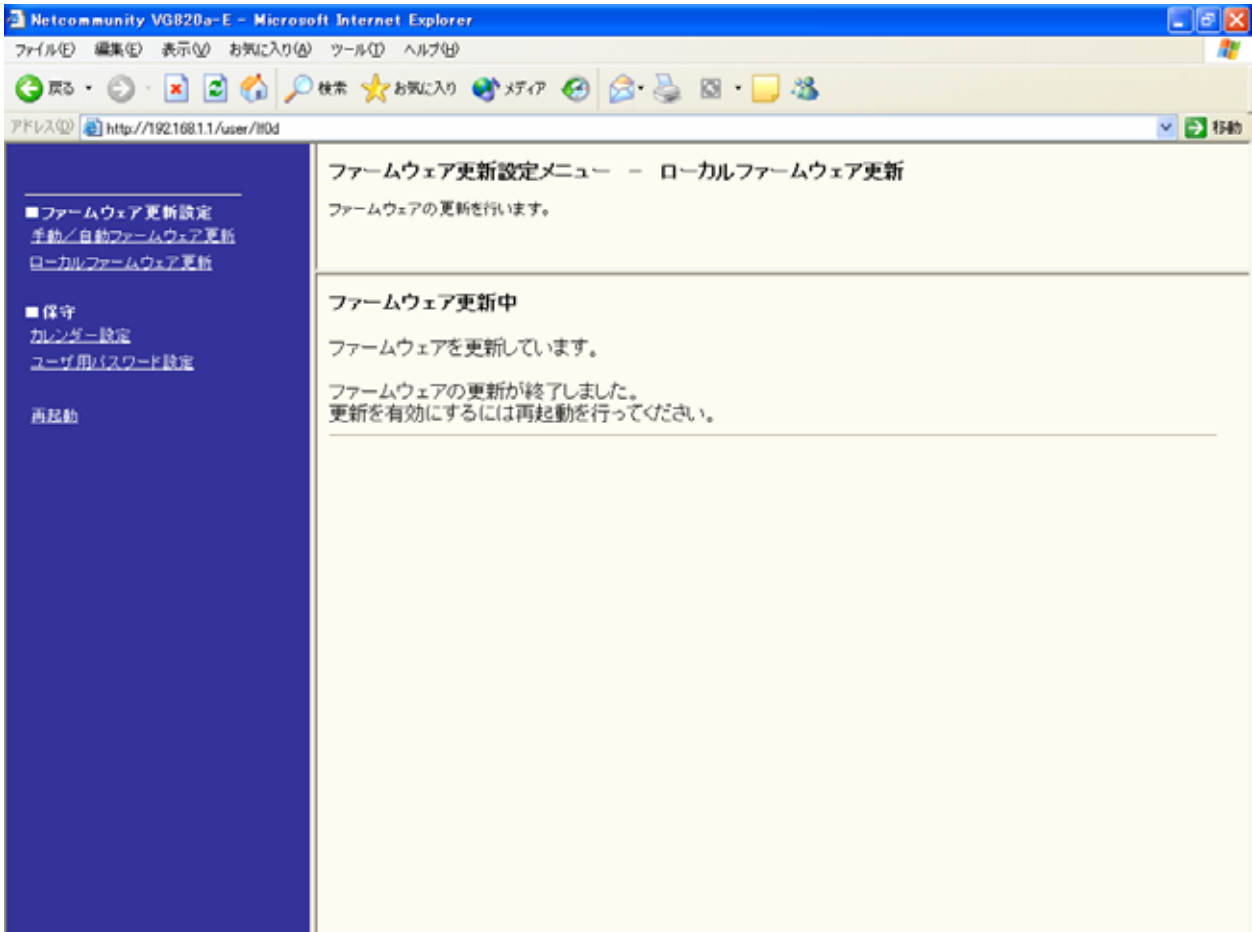 Netcommunity VG820a-E - Microsoft Internet Explorer
ファイル(F) 編集(E) 表示(V) お気に入り(A) ツール(T) ヘルプ(H)
戻る 検索 お気に入り メディア
アドレス(D) http://192.168.1.1/user/ 移動
■ファームウェア更新設定
手動/自動ファームウェア更新
ローカルファームウェア更新
■保守
カレンダー設定
ユーザ用パスワード設定
再起動
ファームウェア更新設定メニュー - ローカルファームウェア更新
ファームウェアの更新を行います。
ファームウェア更新中
ファームウェアを更新しています。
ファームウェアの更新が終了しました。
更新を有効にするには再起動を行ってください。